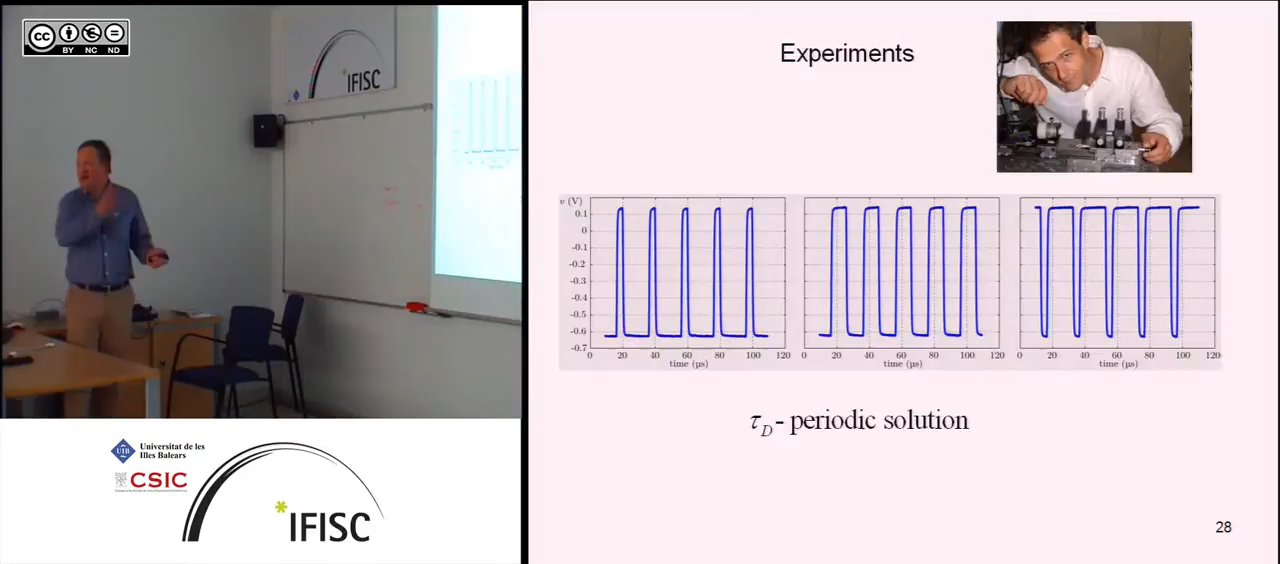 cc
BY NC ND
*IFISC
Experiments
v (V)
0.1
0
-0.1
-0.2
-0.3
-0.4
-0.5
-0.6
-0.7
0 20 40 60 80 100 120
time (μs)
0 20 40 60 80 100 120
time (μs)
0 20 40 60 80 100 120
time (μs)
τD - periodic solution
28
UIB
Universitat de les
Illes Balears
CSIC
*IFISC